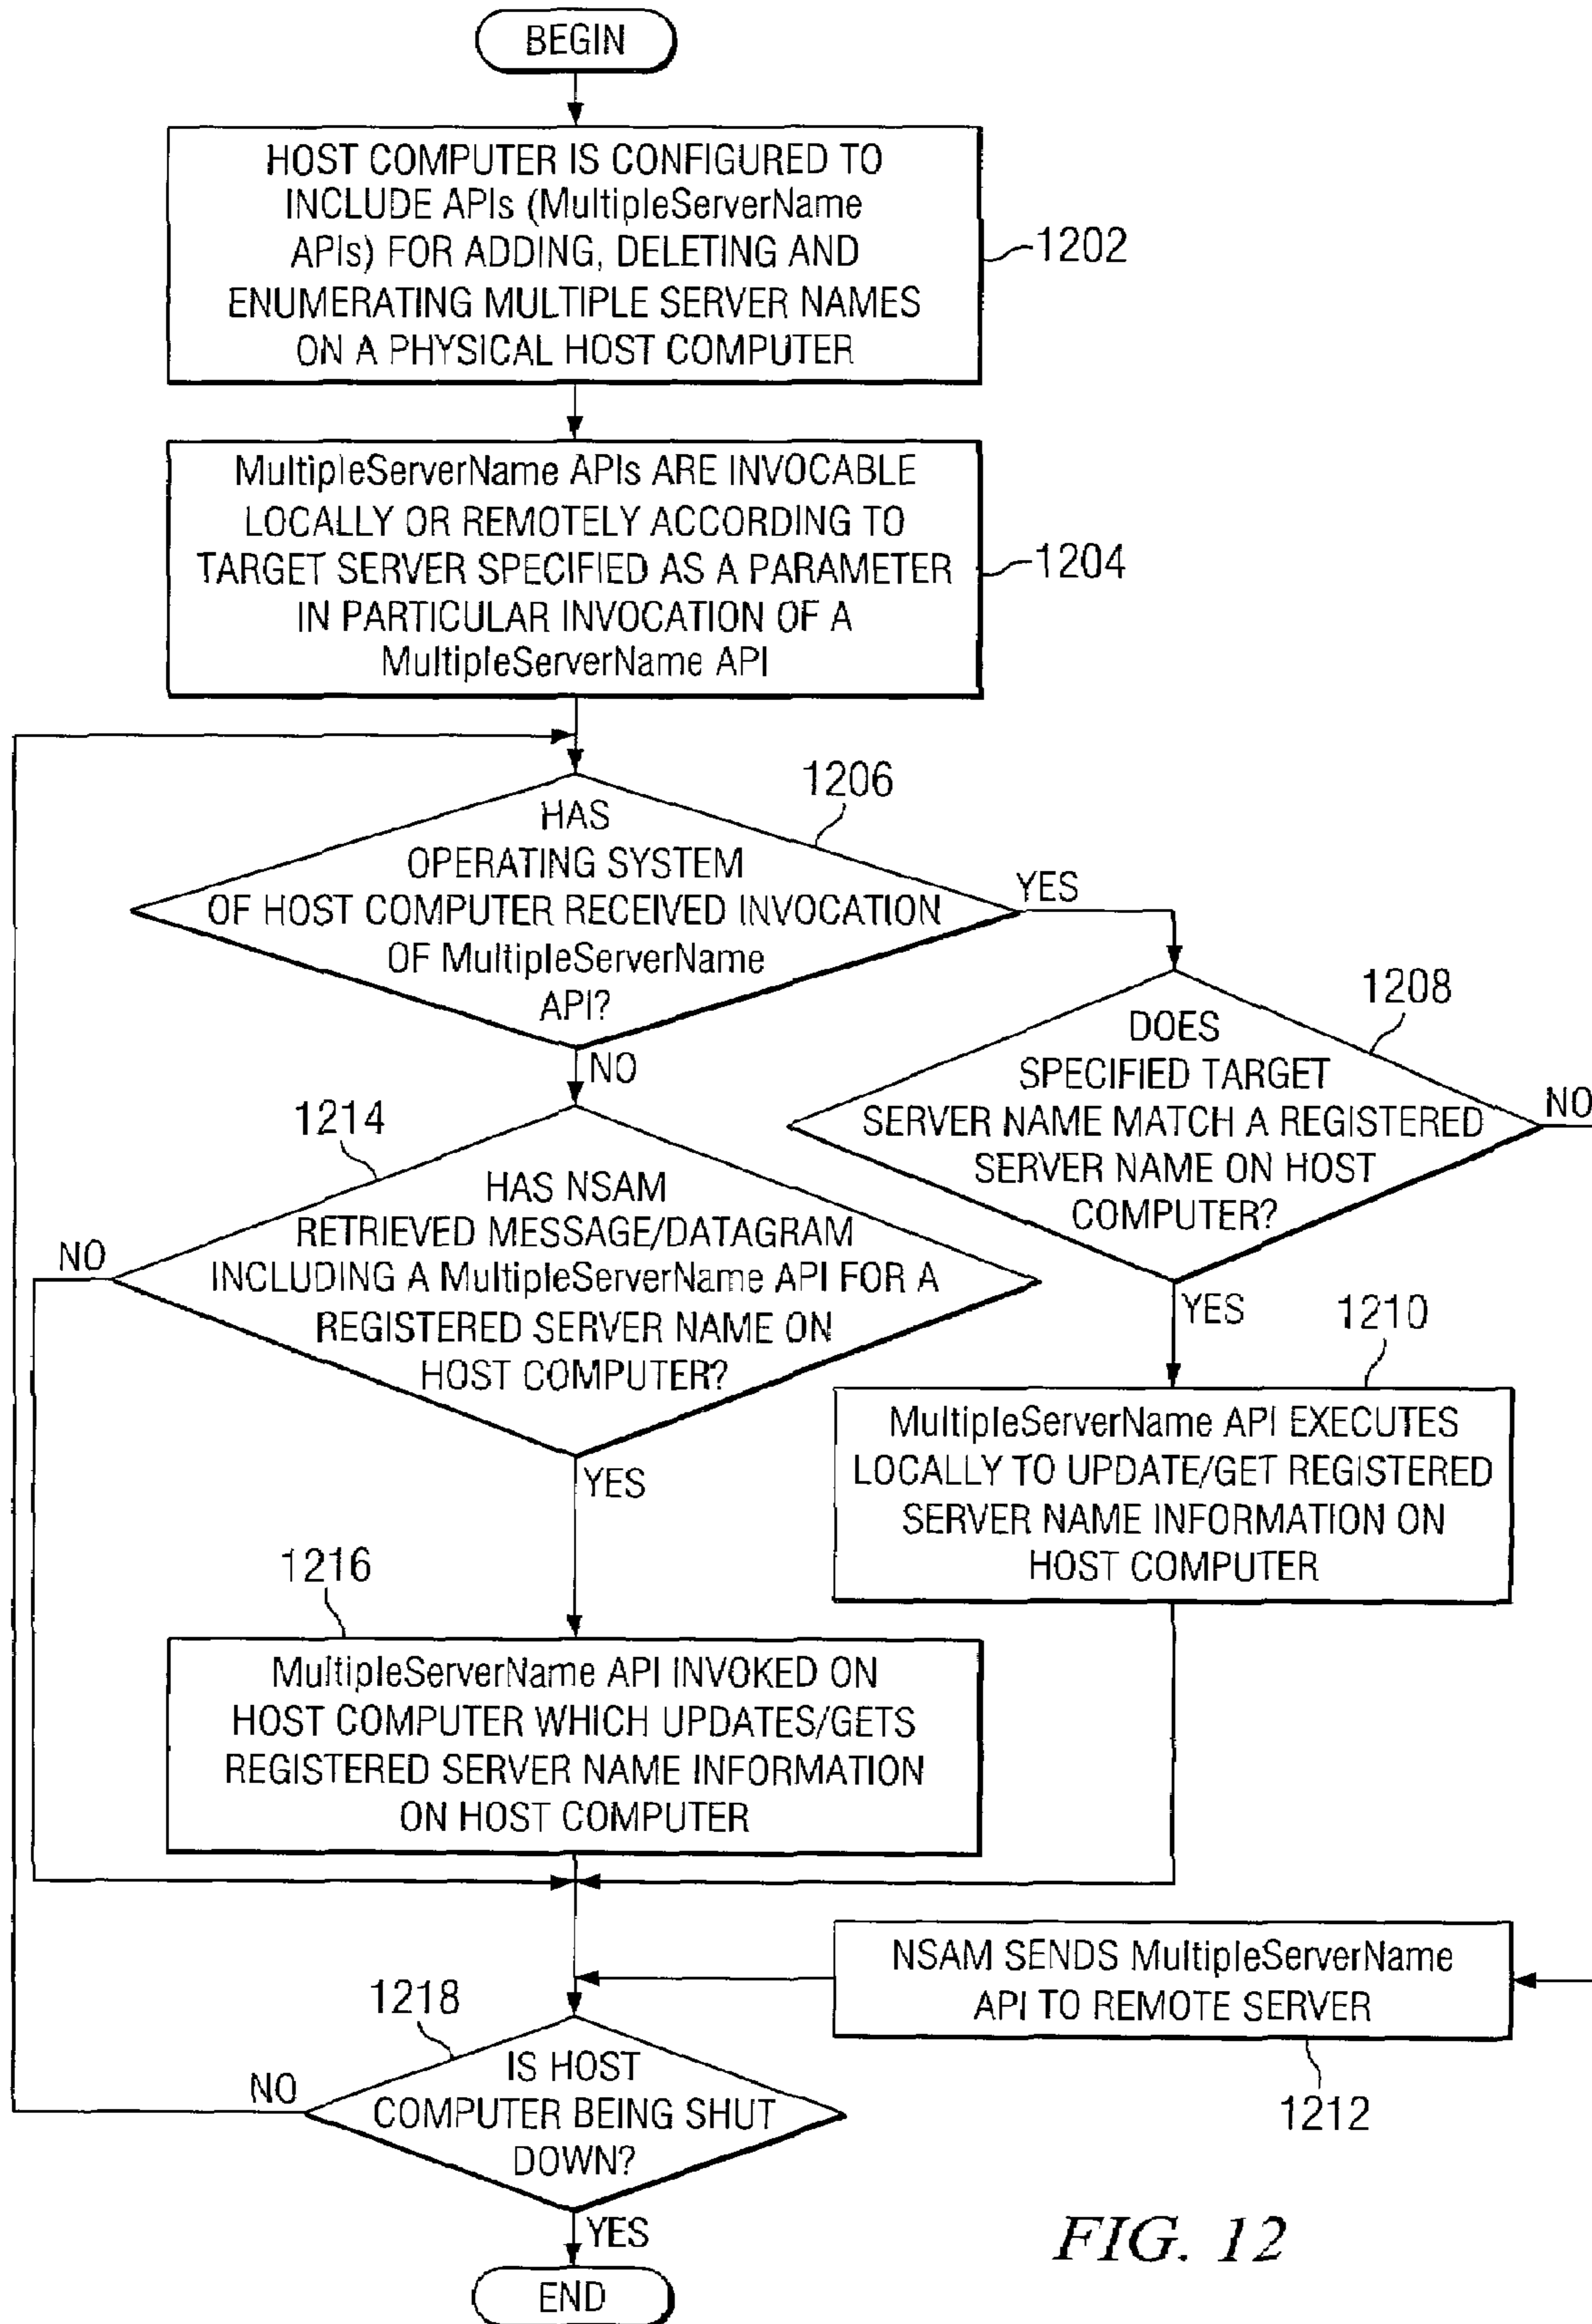 BEGIN
HOST COMPUTER IS CONFIGURED TO
INCLUDE APIs (MultipleServerName
APIs) FOR ADDING, DELETING AND
ENUMERATING MULTIPLE SERVER NAMES
ON A PHYSICAL HOST COMPUTER
1202
MultipleServerName APIs ARE INVOCABLE
LOCALLY OR REMOTELY ACCORDING TO
TARGET SERVER SPECIFIED AS A PARAMETER
IN PARTICULAR INVOCATION OF A
MultipleServerName API
1204
1206
HAS
OPERATING SYSTEM
OF HOST COMPUTER RECEIVED INVOCATION
OF MultipleServerName
API?
YES
NO
1208
DOES
SPECIFIED TARGET
SERVER NAME MATCH A REGISTERED
SERVER NAME ON HOST
COMPUTER?
NO
YES
1214
HAS NSAM
RETRIEVED MESSAGE/DATAGRAM
INCLUDING A MultipleServerName API FOR A
REGISTERED SERVER NAME ON
HOST COMPUTER?
NO
YES
1210
MultipleServerName API EXECUTES
LOCALLY TO UPDATE/GET REGISTERED
SERVER NAME INFORMATION ON
HOST COMPUTER
1216
MultipleServerName API INVOKED ON
HOST COMPUTER WHICH UPDATES/GETS
REGISTERED SERVER NAME INFORMATION
ON HOST COMPUTER
NSAM SENDS MultipleServerName
API TO REMOTE SERVER
1212
1218
IS HOST
COMPUTER BEING SHUT
DOWN?
NO
YES
END
FIG. 12